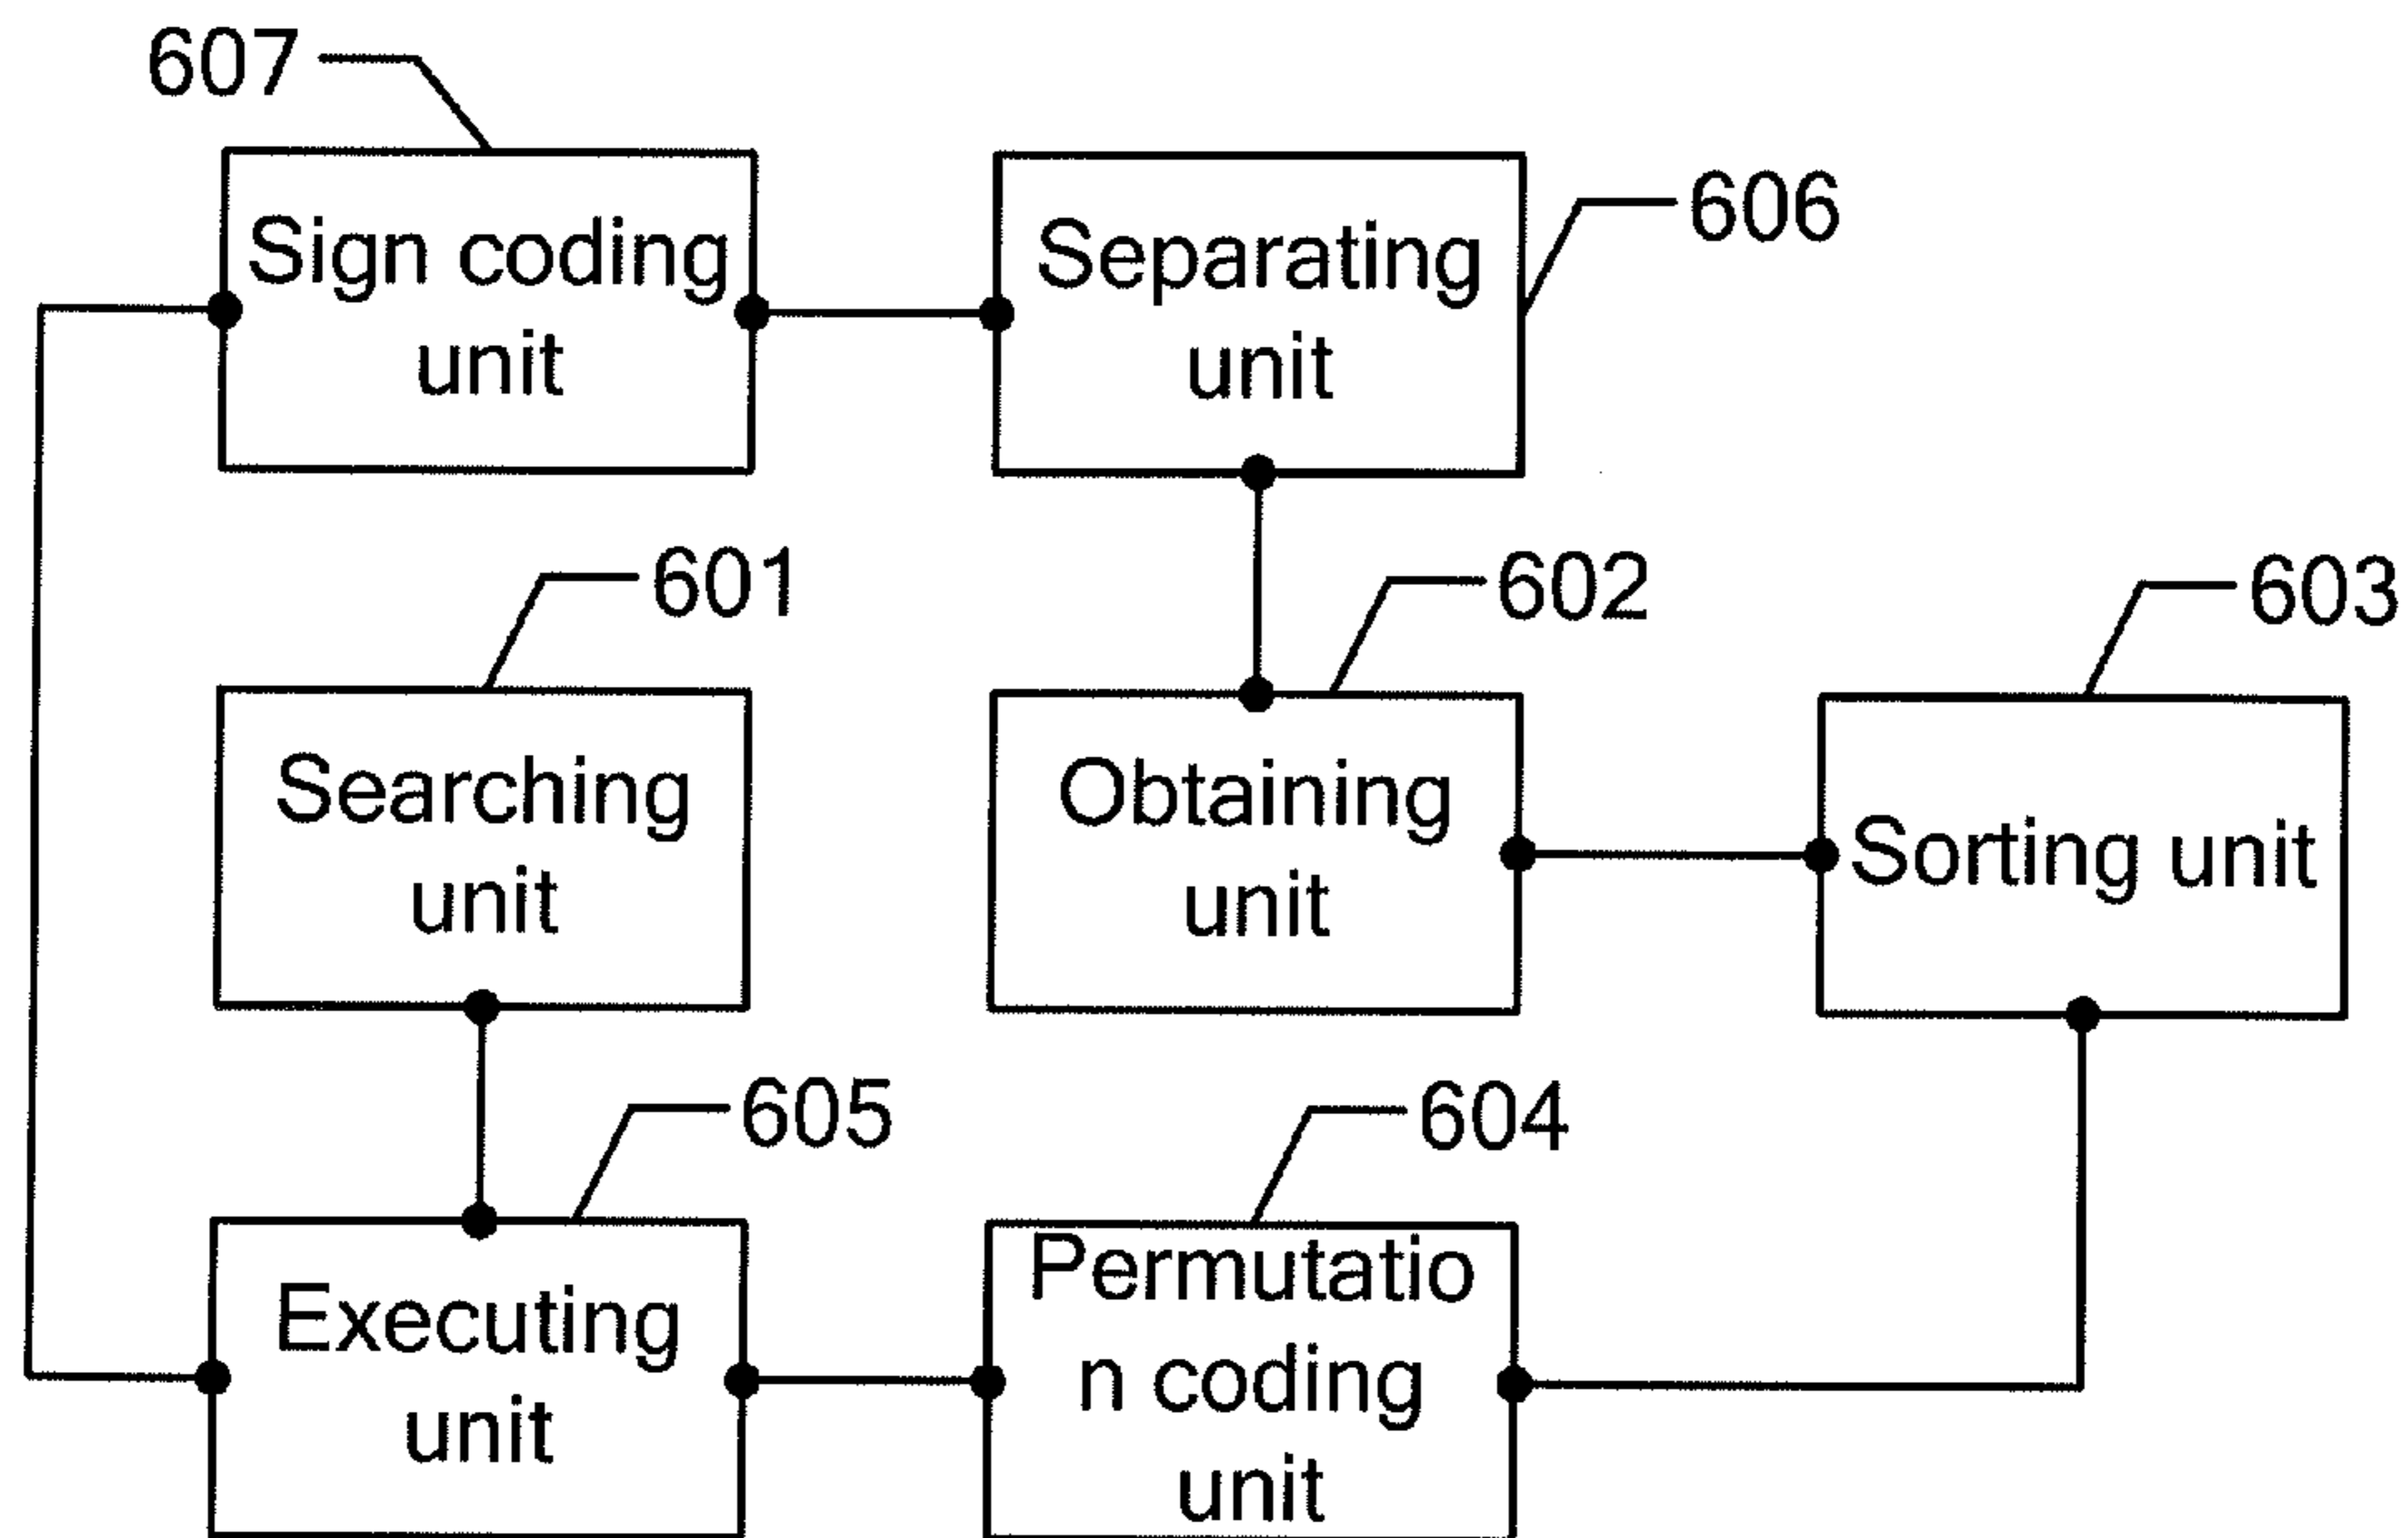 607
Sign coding
unit
Separating
unit
606
601
602
603
Searching
unit
Obtaining
unit
Sorting unit
605
604
Executing
unit
Permutatio
n coding
unit